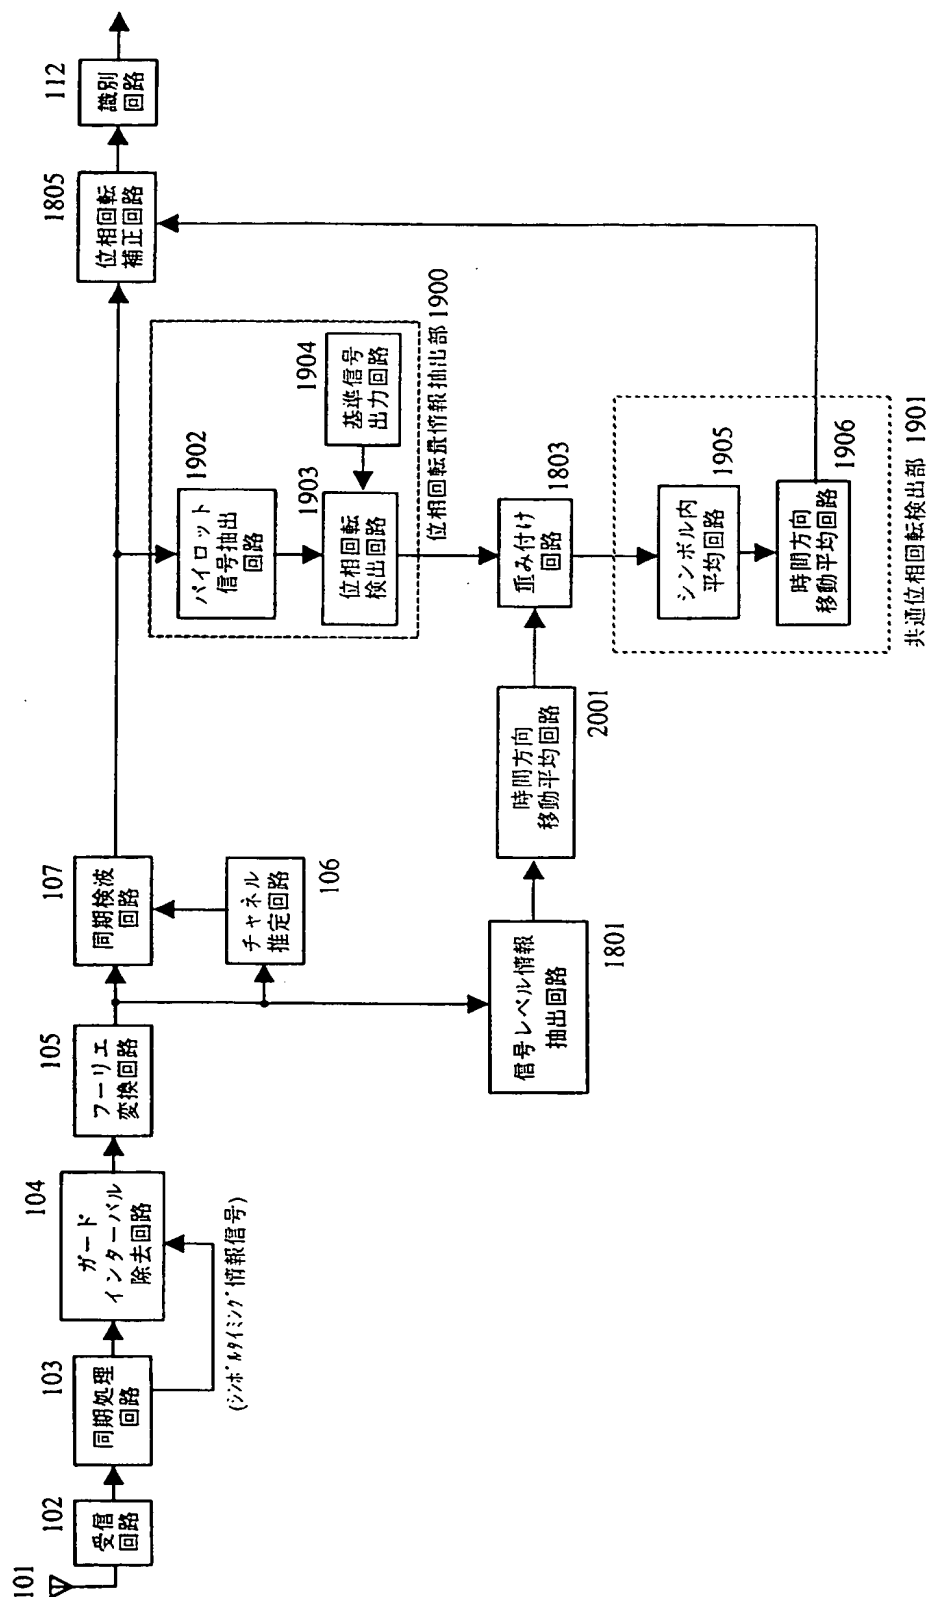 101
102
受信
回路
103
同期処理
回路
(シンボルタイミング情報信号)
104
ガード
インターバル
除去回路
105
フーリエ
変換回路
107
同期検波
回路
チャネル
推定回路
106
1805
位相回転
補正回路
112
識別
回路
1902
パイロット
信号抽出
回路
1903
位相回転
検出回路
1904
基準信号
出力回路
位相回転量情報抽出部 1900
信号レベル情報
抽出回路
1801
時間方向
移動平均回路
2001
重み付け
回路
1803
シンボル内
平均回路
1905
時間方向
移動平均回路
1906
共通位相回転検出部 1901